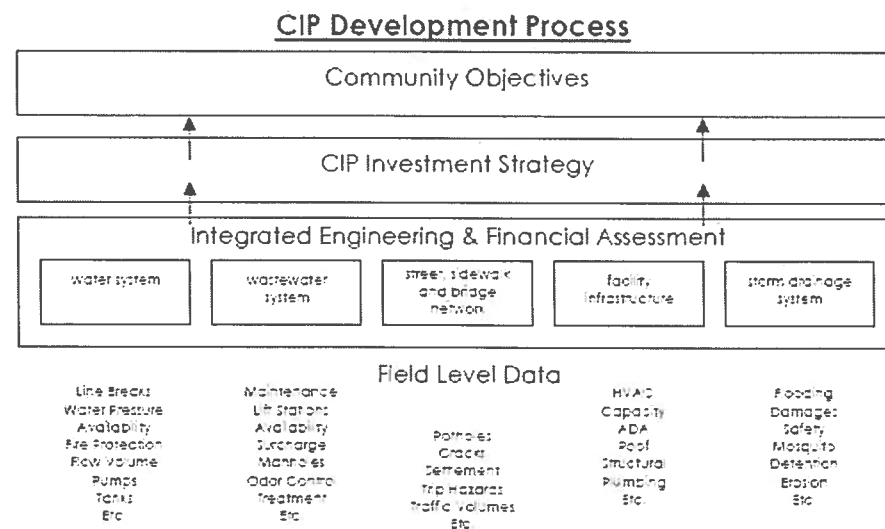 CIP Development Process
Community Objectives
CIP Investment Strategy
Integrated Engineering & Financial Assessment
water system
wastewater
system
street, sidewalk
and bridge
network
facility
infrastructure
storm drainage
system
Field Level Data
Line Breaks
Water Pressure
Availability
Fire Protection
Flow Volume
Pumps
Tanks
Etc
Maintenance
Lift Stations
Availability
Surcharge
Manholes
Odor Control
Treatment
Etc
Potholes
Cracks
Settlement
Trip Hazards
Traffic Volumes
Etc.
HVAC
Capacity
ADA
Roof
Structural
Plumbing
Etc.
Flooding
Damages
Safety
Mosquito
Detention
Erosion
Etc